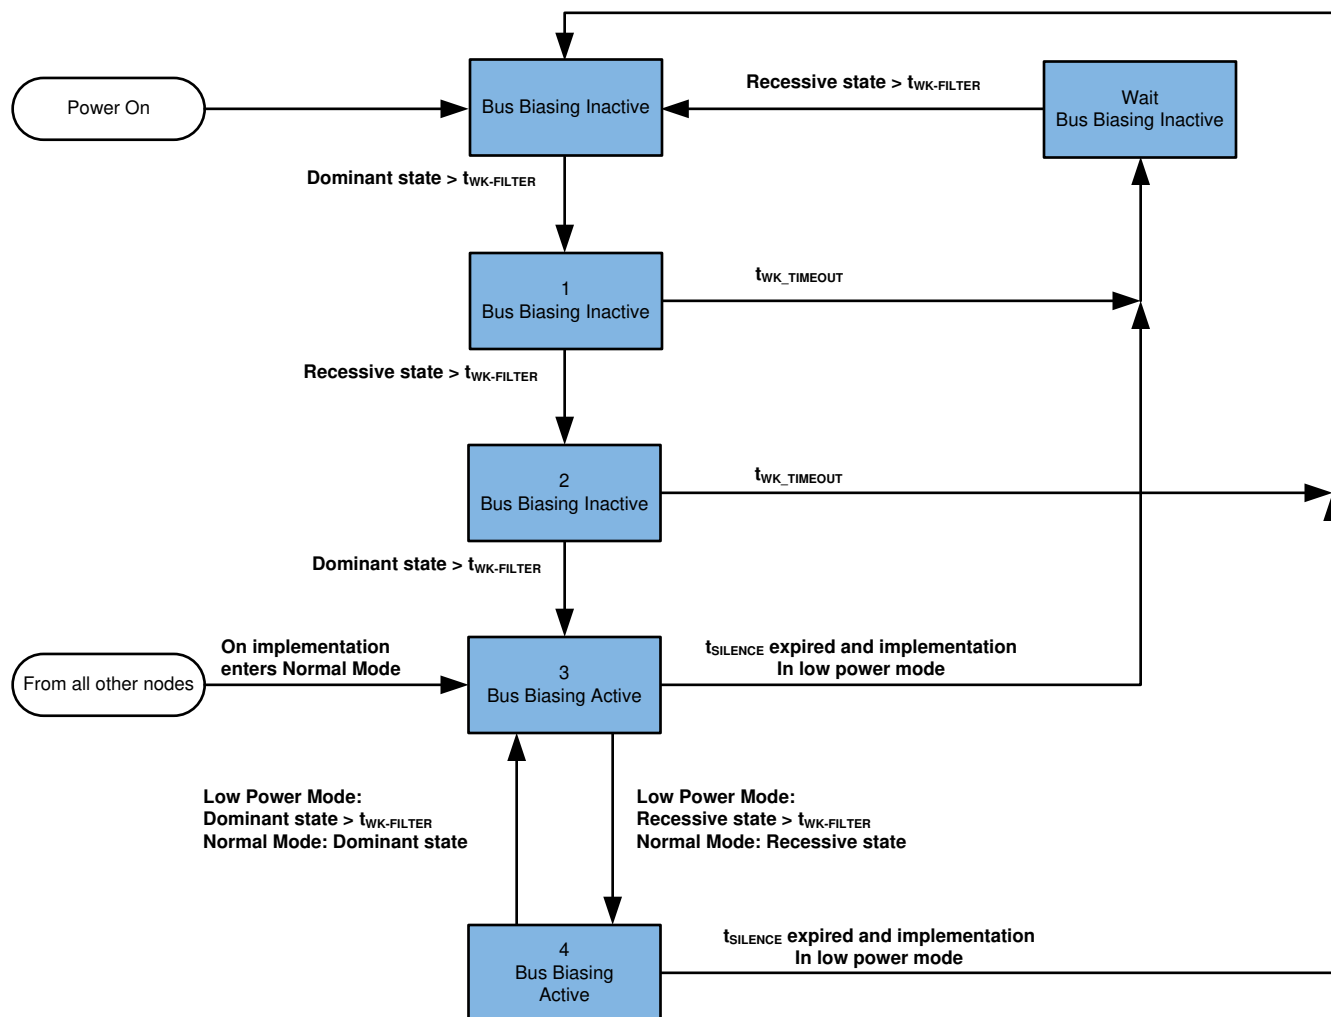 Power On
Bus Biasing Inactive
Recessive state > tWK-FILTER
Wait
Bus Biasing Inactive
Dominant state > tWK-FILTER
1
Bus Biasing Inactive
tWK_TIMEOUT
Recessive state > tWK-FILTER
2
Bus Biasing Inactive
tWK_TIMEOUT
Dominant state > tWK-FILTER
From all other nodes
On implementation
enters Normal Mode
3
Bus Biasing Active
tSILENCE expired and implementation
In low power mode
Low Power Mode:
Dominant state > tWK-FILTER
Normal Mode: Dominant state
Low Power Mode:
Recessive state > tWK-FILTER
Normal Mode: Recessive state
4
Bus Biasing
Active
tSILENCE expired and implementation
In low power mode